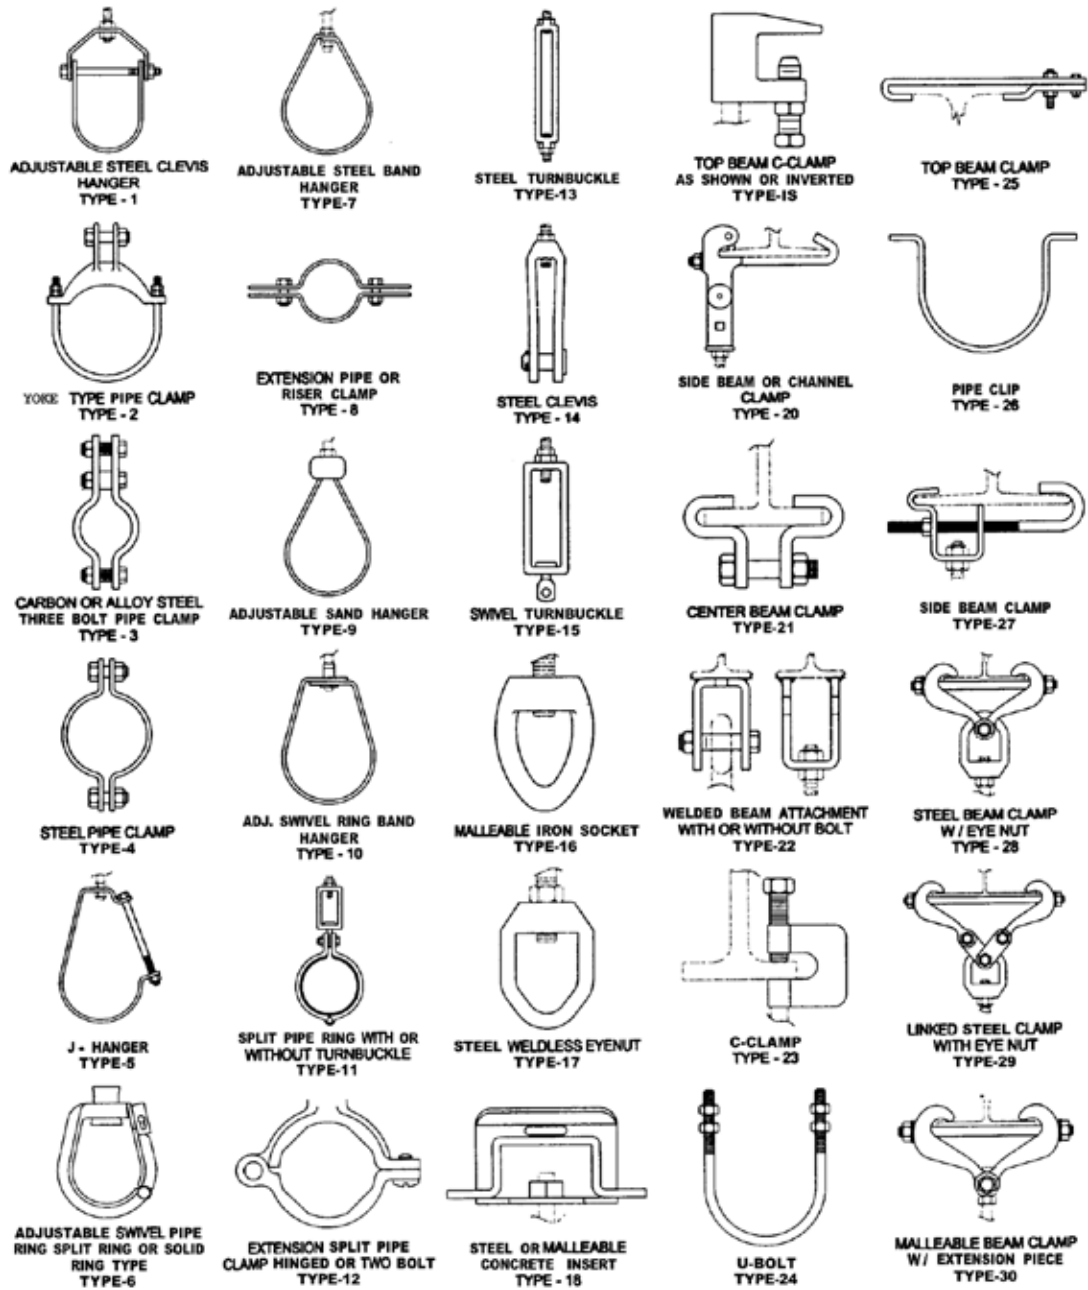 ADJUSTABLE STEEL CLEVIS
HANGER
TYPE - 1
ADJUSTABLE STEEL BAND
HANGER
TYPE-7
STEEL TURNBUCKLE
TYPE-13
TOP BEAM C-CLAMP
AS SHOWN OR INVERTED
TYPE-IS
TOP BEAM CLAMP
TYPE - 25
YOKE TYPE PIPE CLAMP
TYPE - 2
EXTENSION PIPE OR
RISER CLAMP
TYPE - 8
STEEL CLEVIS
TYPE - 14
SIDE BEAM OR CHANNEL
CLAMP
TYPE - 20
PIPE CLIP
TYPE - 26
CARBON OR ALLOY STEEL
THREE BOLT PIPE CLAMP
TYPE - 3
ADJUSTABLE SAND HANGER
TYPE-9
SWIVEL TURNBUCKLE
TYPE-15
CENTER BEAM CLAMP
TYPE-21
SIDE BEAM CLAMP
TYPE-27
STEEL PIPE CLAMP
TYPE-4
ADJ. SWIVEL RING BAND
HANGER
TYPE - 10
MALLEABLE IRON SOCKET
TYPE-16
WELDED BEAM ATTACHMENT
WITH OR WITHOUT BOLT
TYPE-22
STEEL BEAM CLAMP
W / EYE NUT
TYPE - 28
J - HANGER
TYPE-5
SPLIT PIPE RING WITH OR
WITHOUT TURNBUCKLE
TYPE-11
STEEL WELDLESS EYENUT
TYPE-17
C-CLAMP
TYPE - 23
LINKED STEEL CLAMP
WITH EYE NUT
TYPE-29
ADJUSTABLE SWIVEL PIPE
RING SPLIT RING OR SOLID
RING TYPE
TYPE-6
EXTENSION SPLIT PIPE
CLAMP HINGED OR TWO BOLT
TYPE-12
STEEL OR MALLEABLE
CONCRETE INSERT
TYPE - 18
U-BOLT
TYPE-24
MALLEABLE BEAM CLAMP
W/ EXTENSION PIECE
TYPE-30